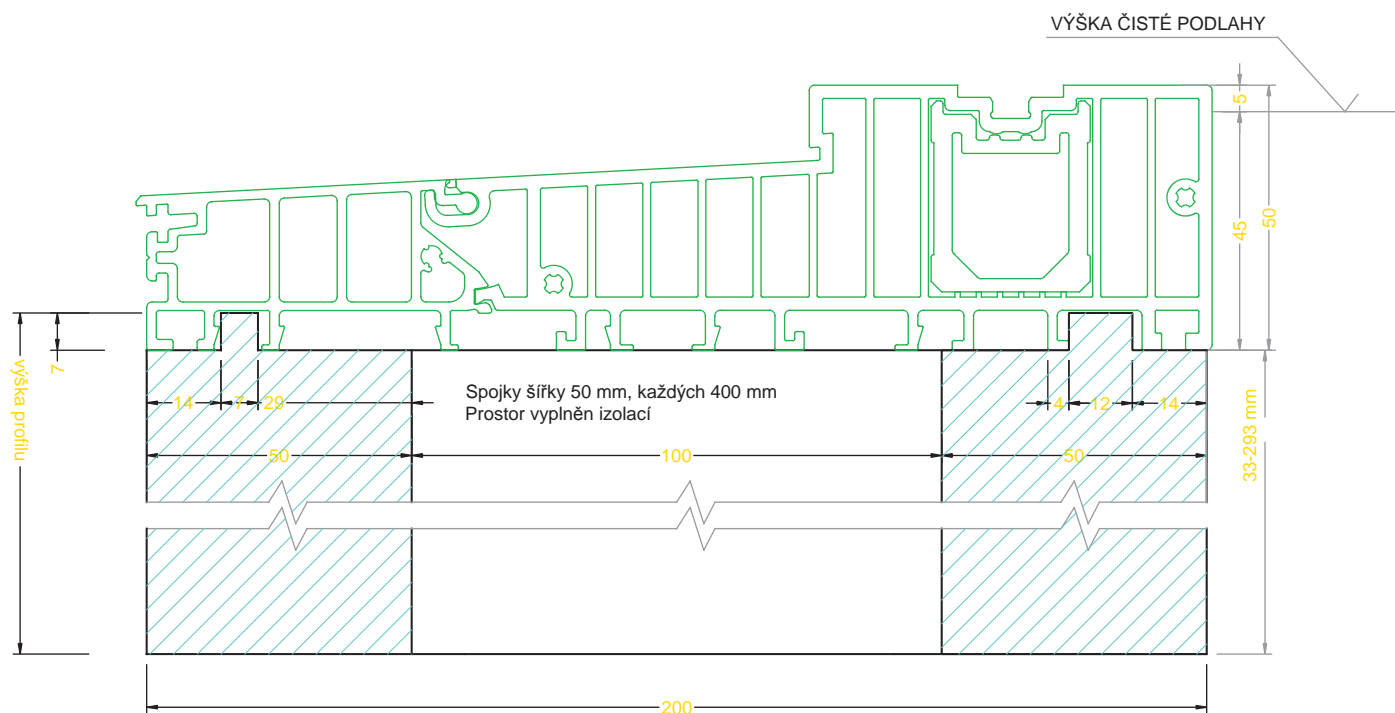 VÝŠKA ČISTÉ PODLAHY
5
45
50
7
výška profilu
Spojky šířky 50 mm, každých 400 mm
Prostor vyplněn izolací
14
7
29
4
12
14
50
100
50
33-293 mm
200